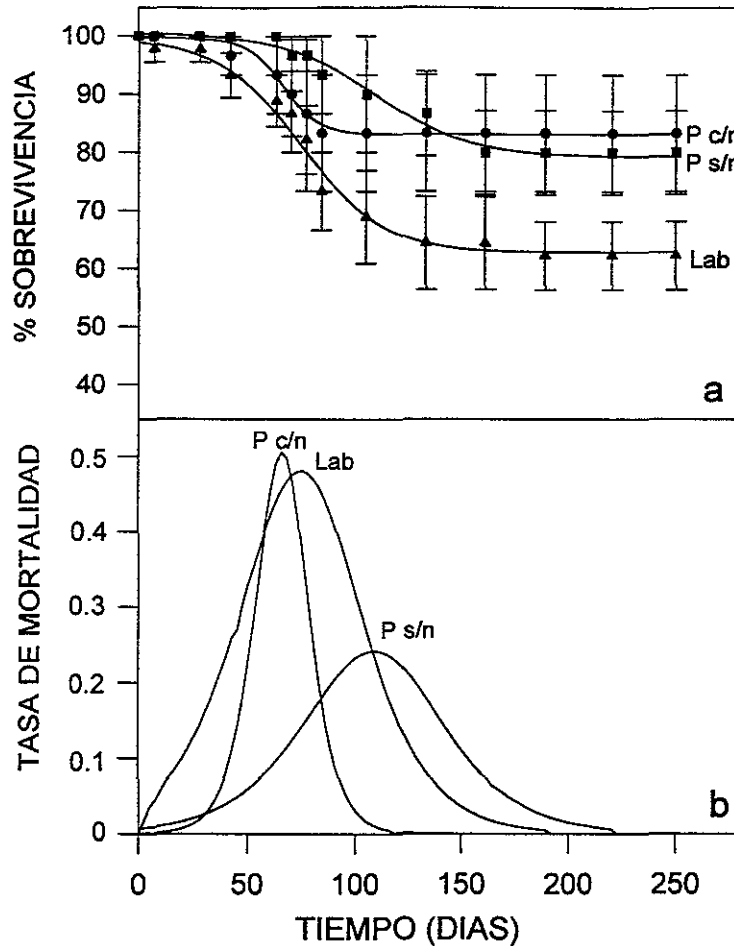 % SOBREVIVENCIA
100
90
80
70
60
50
40
P c/n
P s/n
Lab
a
TASA DE MORTALIDAD
0.5
0.4
0.3
0.2
0.1
0
P c/n
Lab
P s/n
b
0
50
100
150
200
250
TIEMPO (DIAS)